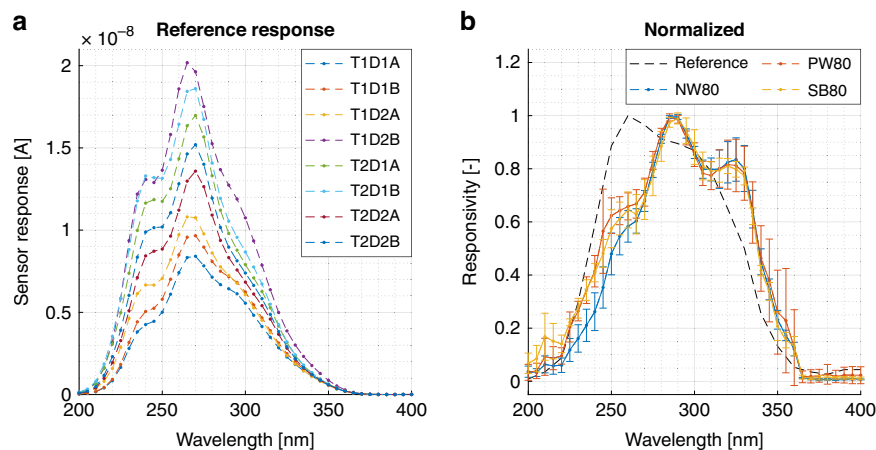 a
Reference response
× 10⁻⁸
2
1.5
1
0.5
0
Sensor response [A]
200 250 300 350 400
Wavelength [nm]
T1D1A
T1D1B
T1D2A
T1D2B
T2D1A
T2D1B
T2D2A
T2D2B
b
Normalized
1.2
1
0.8
0.6
0.4
0.2
0
Responsivity [-]
200 250 300 350 400
Wavelength [nm]
Reference PW80
NW80 SB80